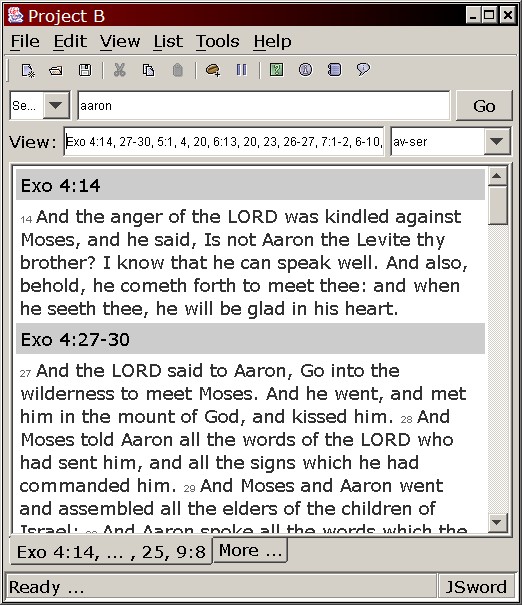 Project B
File Edit View List Tools Help
Se... aaron Go
View: Exo 4:14, 27-30, 5:1, 4, 20, 6:13, 20, 23, 26-27, 7:1-2, 6-10, av-ser
Exo 4:14
14 And the anger of the LORD was kindled against
Moses, and he said, Is not Aaron the Levite thy
brother? I know that he can speak well. And also,
behold, he cometh forth to meet thee: and when
he seeth thee, he will be glad in his heart.
Exo 4:27-30
27 And the LORD said to Aaron, Go into the
wilderness to meet Moses. And he went, and met
him in the mount of God, and kissed him. 28 And
Moses told Aaron all the words of the LORD who
had sent him, and all the signs which he had
commanded him. 29 And Moses and Aaron went
and assembled all the elders of the children of
Israel: And Aaron spoke all the words which the
Exo 4:14, ... , 25, 9:8 More ...
Ready ... JSword